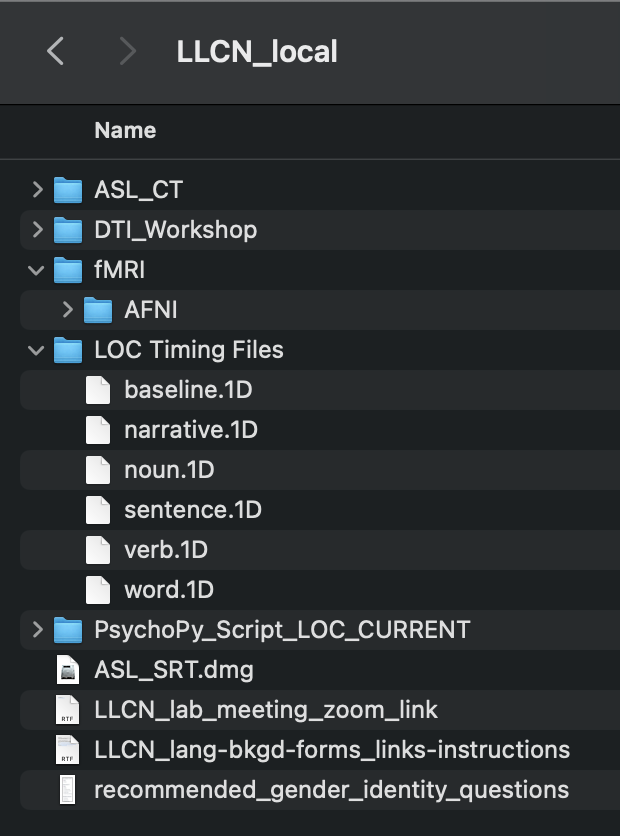 LLCN_local
Name
ASL_CT
DTI_Workshop
fMRI
AFNI
LOC Timing Files
baseline.1D
narrative.1D
noun.1D
sentence.1D
verb.1D
word.1D
PsychoPy_Script_LOC_CURRENT
ASL_SRT.dmg
RTF LLCN_lab_meeting_zoom_link
RTF LLCN_lang-bkgd-forms_links-instructions
recommended_gender_identity_questions